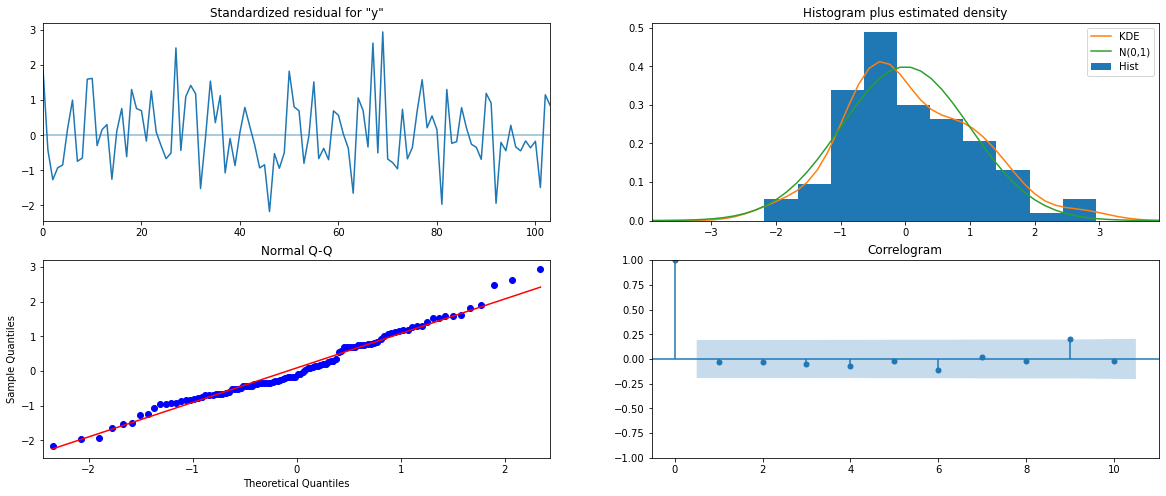 Standardized residual for "y"
3
2
1
0
−1
−2
0 20 40 60 80 100
Histogram plus estimated density
KDE
N(0,1)
Hist
0.5
0.4
0.3
0.2
0.1
0.0
−3 −2 −1 0 1 2 3
Normal Q-Q
Sample Quantiles
3
2
1
0
−1
−2
−2 −1 0 1 2
Theoretical Quantiles
Correlogram
1.00
0.75
0.50
0.25
0.00
−0.25
−0.50
−0.75
−1.00
0 2 4 6 8 10